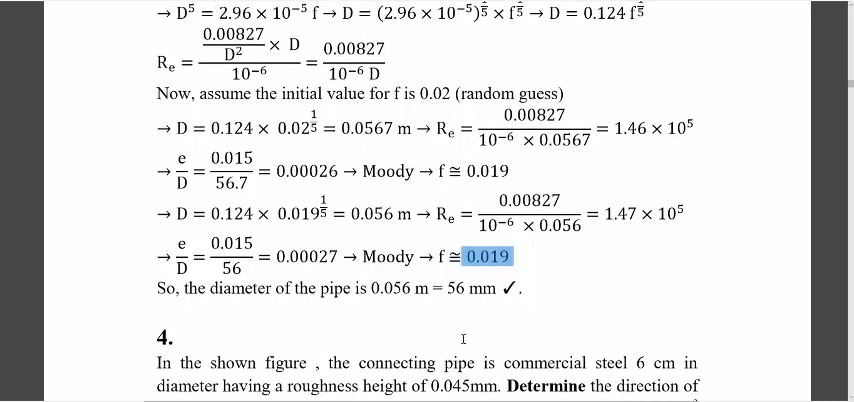 → D⁵ = 2.96 × 10⁻⁵ f → D = (2.96 × 10⁻⁵)^(1/5) × f^(1/5) → D = 0.124 f^(1/5)
Rₑ = (0.00827/D² × D)/10⁻⁶ = 0.00827/(10⁻⁶ D)
Now, assume the initial value for f is 0.02 (random guess)
→ D = 0.124 × 0.02^(1/5) = 0.0567 m → Rₑ = 0.00827/(10⁻⁶ × 0.0567) = 1.46 × 10⁵
→ e/D = 0.015/56.7 = 0.00026 → Moody → f ≅ 0.019
→ D = 0.124 × 0.019^(1/5) = 0.056 m → Rₑ = 0.00827/(10⁻⁶ × 0.056) = 1.47 × 10⁵
→ e/D = 0.015/56 = 0.00027 → Moody → f ≅ 0.019
So, the diameter of the pipe is 0.056 m = 56 mm ✓.
4.
In the shown figure , the connecting pipe is commercial steel 6 cm in
diameter having a roughness height of 0.045mm. Determine the direction of